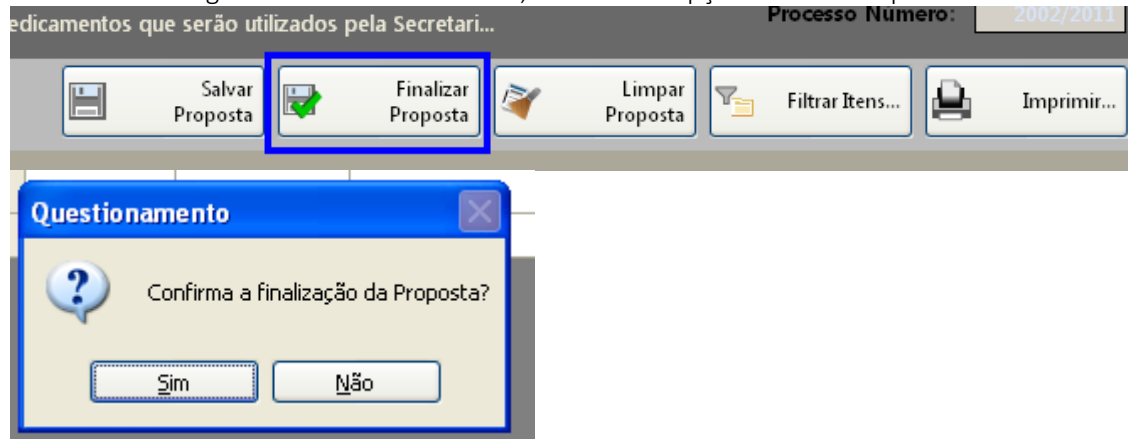 edicamentos que serão utilizados pela Secretari...
Processo Número: 2002/2011
Salvar
Proposta
Finalizar
Proposta
Limpar
Proposta
Filtrar Itens...
Imprimir...
Questionamento
Confirma a finalização da Proposta?
Sim
Não